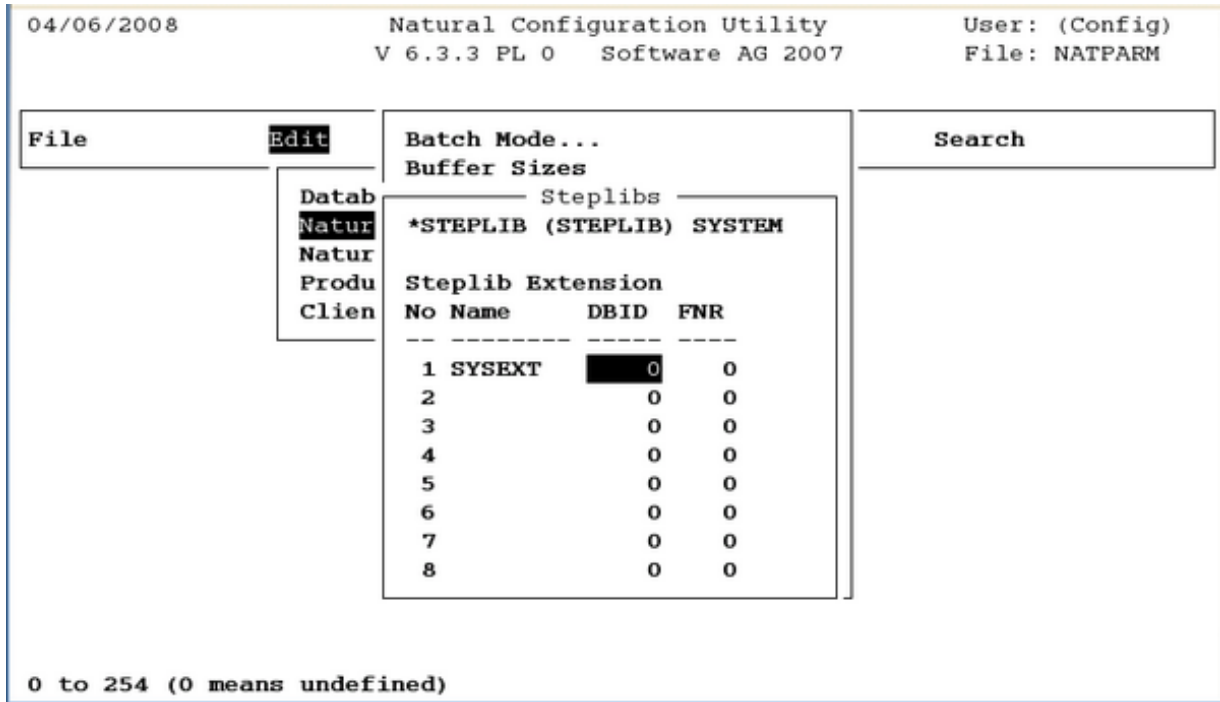 04/06/2008 Natural Configuration Utility User: (Config)
V 6.3.3 PL 0 Software AG 2007 File: NATPARM
File Edit Batch Mode... Search
Buffer Sizes
Datab Steplibs
Natur *STEPLIB (STEPLIB) SYSTEM
Natur
Produ Steplib Extension
Clien No Name DBID FNR
-- -------- ----- ----
1 SYSEXT 0 0
2 0 0
3 0 0
4 0 0
5 0 0
6 0 0
7 0 0
8 0 0
0 to 254 (0 means undefined)